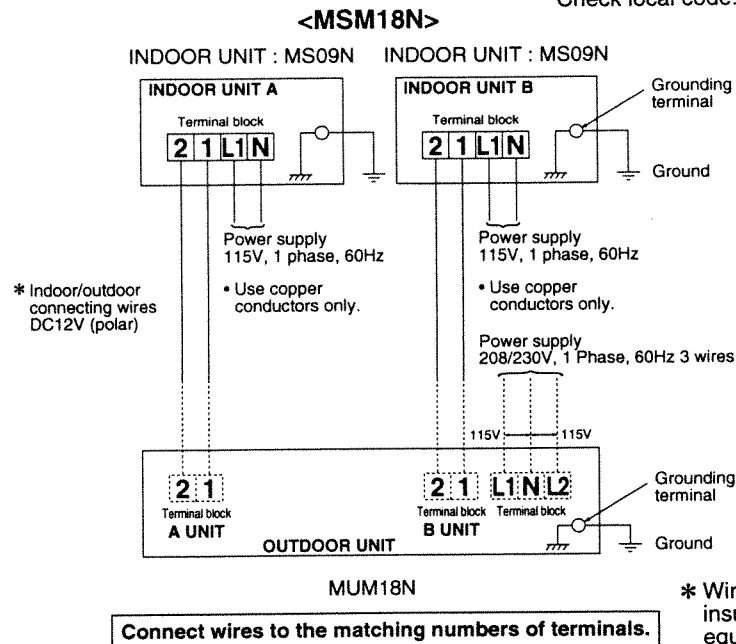 Check local code
<MSM18N>
INDOOR UNIT : MS09N
INDOOR UNIT : MS09N
INDOOR UNIT A
Terminal block
2 1 L1 N
INDOOR UNIT B
Terminal block
2 1 L1 N
Grounding
terminal
Ground
Power supply
115V, 1 phase, 60Hz
• Use copper
conductors only.
Power supply
115V, 1 phase, 60Hz
• Use copper
conductors only.
* Indoor/outdoor
connecting wires
DC12V (polar)
Power supply
208/230V, 1 Phase, 60Hz 3 wires
115V
115V
2 1
Terminal block
A UNIT
2 1
Terminal block
B UNIT
L1 N L2
Terminal block
OUTDOOR UNIT
Grounding
terminal
Ground
MUM18N
Connect wires to the matching numbers of terminals.
* Wir
insu
equ